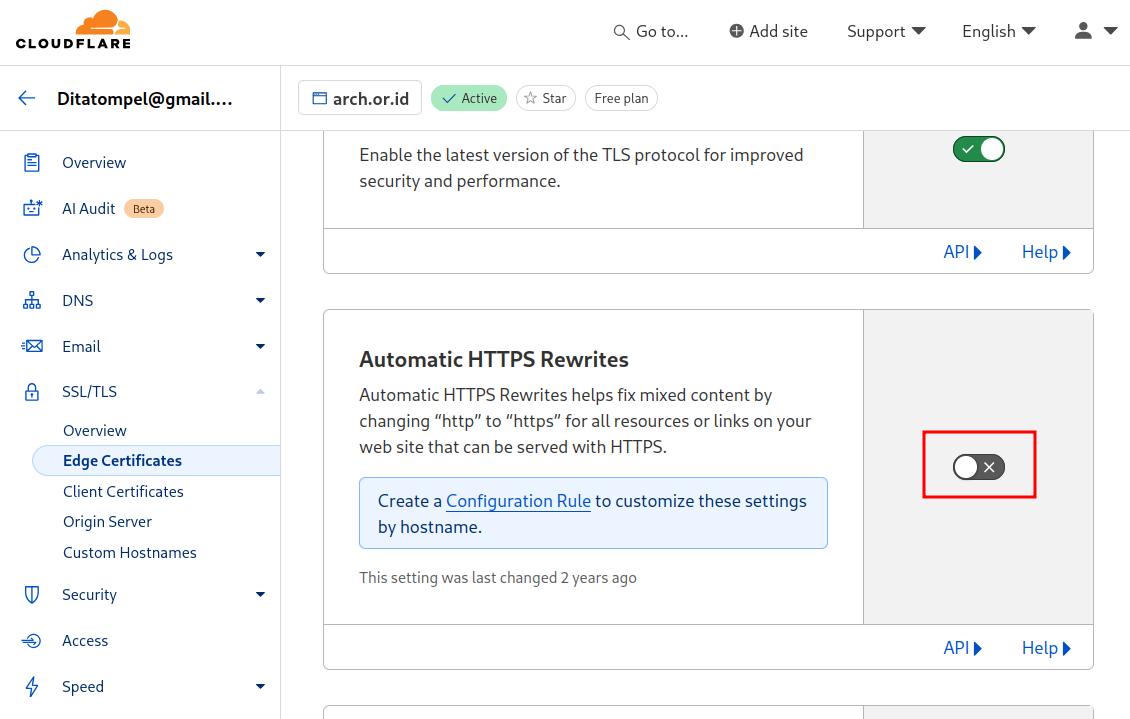 CLOUDFLARE
Go to...
Add site
Support
English
Ditatompel@gmail....
arch.or.id
Active
Star
Free plan
Overview
AI Audit Beta
Analytics & Logs
DNS
Email
SSL/TLS
Overview
Edge Certificates
Client Certificates
Origin Server
Custom Hostnames
Security
Access
Speed
Enable the latest version of the TLS protocol for improved
security and performance.
API
Help
Automatic HTTPS Rewrites
Automatic HTTPS Rewrites helps fix mixed content by
changing “http” to “https” for all resources or links on your
web site that can be served with HTTPS.
Create a Configuration Rule to customize these settings
by hostname.
This setting was last changed 2 years ago
API
Help